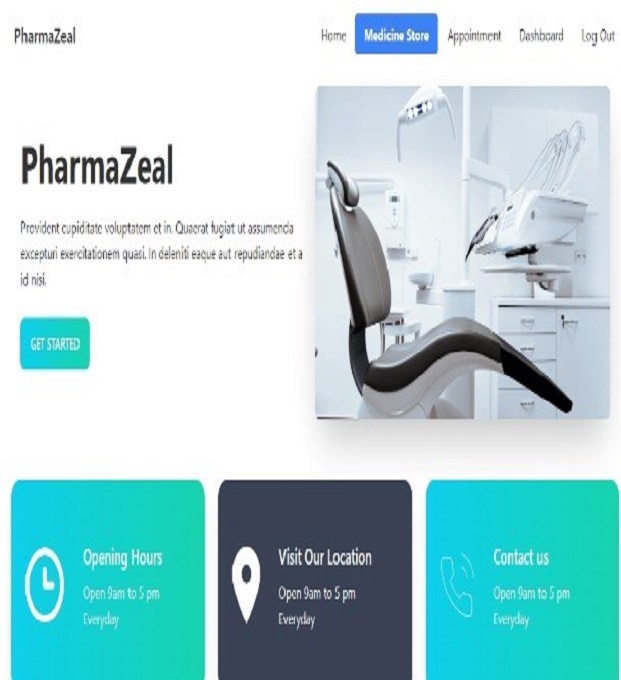 PharmaZeal
Home Medicine Store Appointment Dashboard Log Out
PharmaZeal
Provident cupiditate voluptatem et in. Quaerat fugiat ut assumenda
excepturi exercitationem quasi. In deleniti eaque aut repudiandae et a
id nisi.
GET STARTED
Opening Hours
Open 9am to 5 pm
Everyday
Visit Our Location
Open 9am to 5 pm
Everyday
Contact us
Open 9am to 5 pm
Everyday